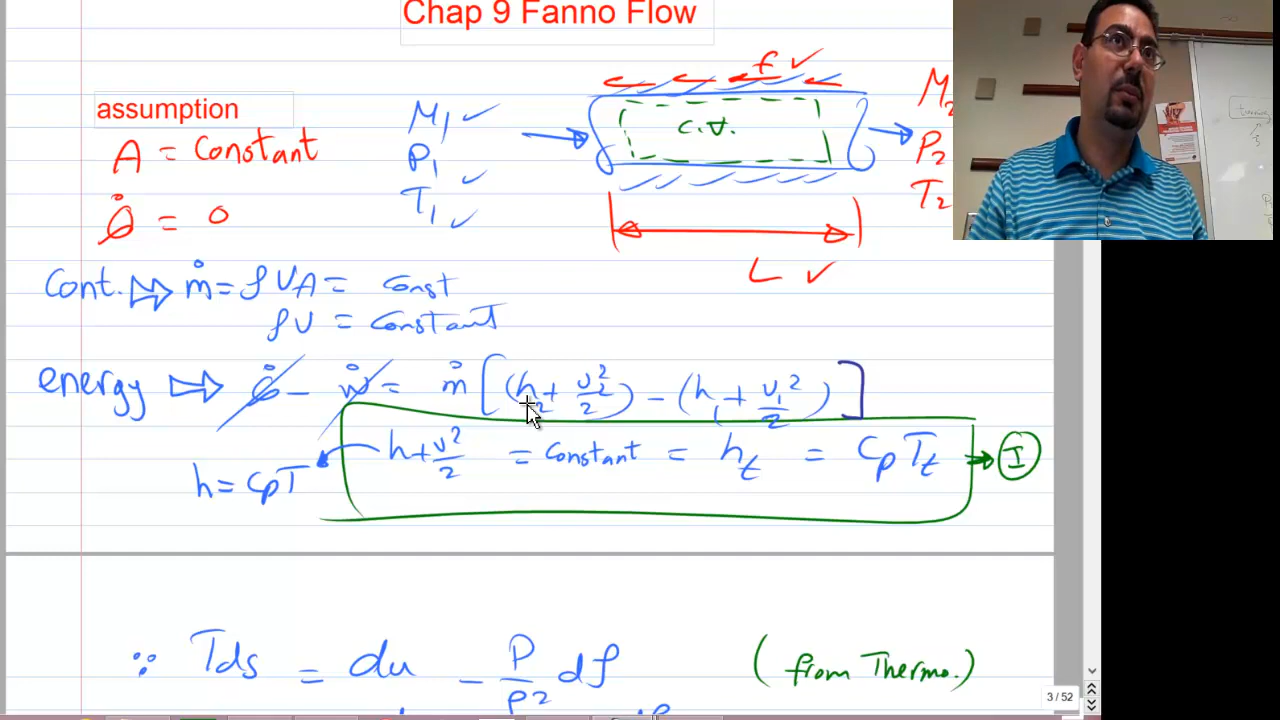 Chap 9 Fanno Flow
assumption
A = Constant
Q̇ = 0
M1 ✓
P1 ✓
T1 ✓
f ✓
C.V.
L ✓
M2
P2
T2
Cont. ⇒ ṁ = ρVA = Const
ρV = Constant
energy ⇒ Q̇ - Ẇ = ṁ [(h2 + V2²/2) - (h1 + V1²/2)]
h + V²/2 = Constant = ht = CpTt → I
h = CpT
∵ Tds = du - P/ρ² dρ (from Thermo.)
3 / 52